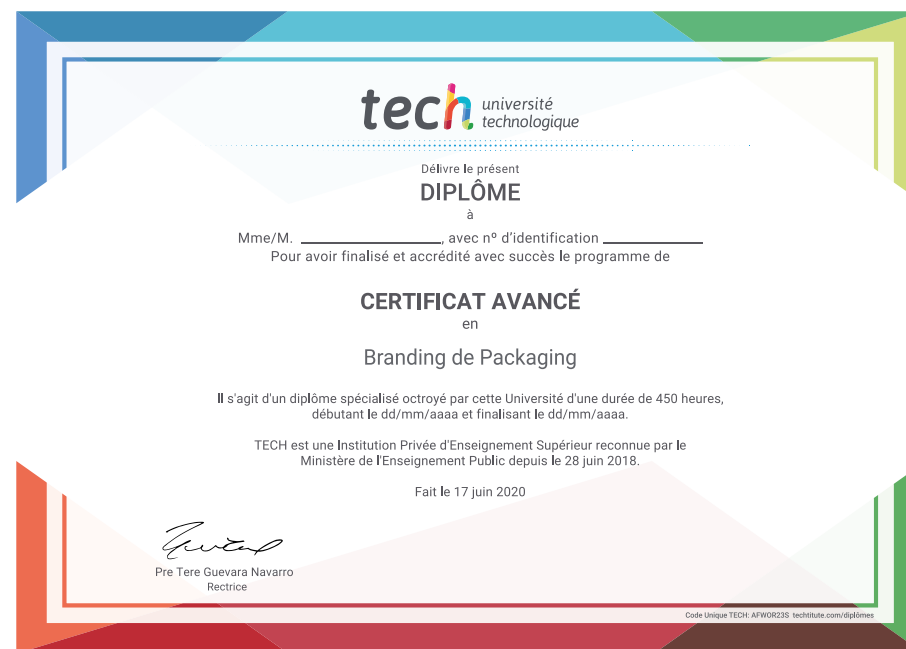 tech université
technologique
Délivre le présent
DIPLÔME
à
Mme/M. ____________________, avec nº d'identification ______________
Pour avoir finalisé et accrédité avec succès le programme de
CERTIFICAT AVANCÉ
en
Branding de Packaging
Il s'agit d'un diplôme spécialisé octroyé par cette Université d'une durée de 450 heures,
débutant le dd/mm/aaaa et finalisant le dd/mm/aaaa.
TECH est une Institution Privée d'Enseignement Supérieur reconnue par le
Ministère de l'Enseignement Public depuis le 28 juin 2018.
Fait le 17 juin 2020
Pre Tere Guevara Navarro
Rectrice
Code Unique TECH: AFWOR23S techtitute.com/diplômes